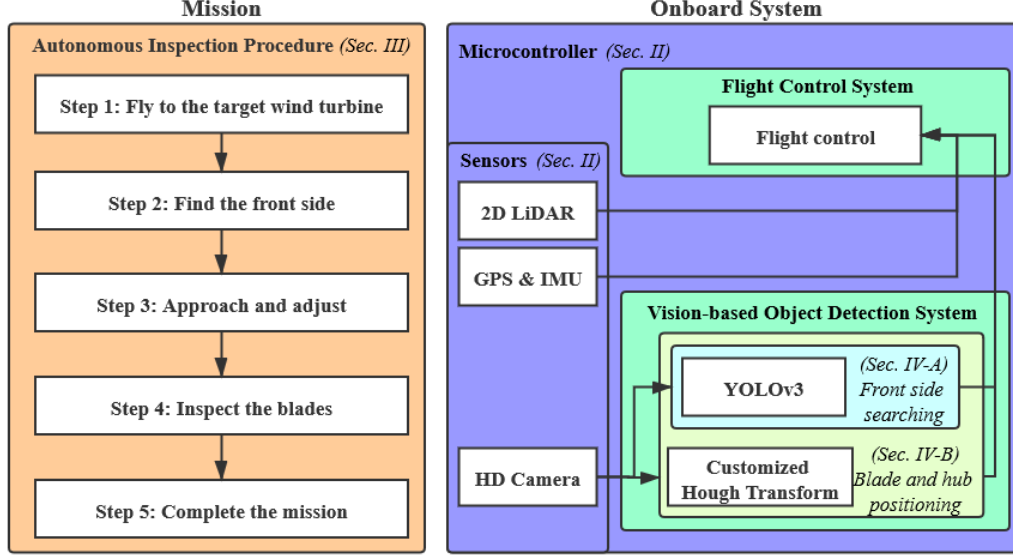 Mission
Autonomous Inspection Procedure (Sec. III)
Step 1: Fly to the target wind turbine
Step 2: Find the front side
Step 3: Approach and adjust
Step 4: Inspect the blades
Step 5: Complete the mission
Onboard System
Microcontroller (Sec. II)
Flight Control System
Flight control
Sensors (Sec. II)
2D LiDAR
GPS & IMU
HD Camera
Vision-based Object Detection System
YOLOv3
(Sec. IV-A)
Front side
searching
Customized
Hough Transform
(Sec. IV-B)
Blade and hub
positioning